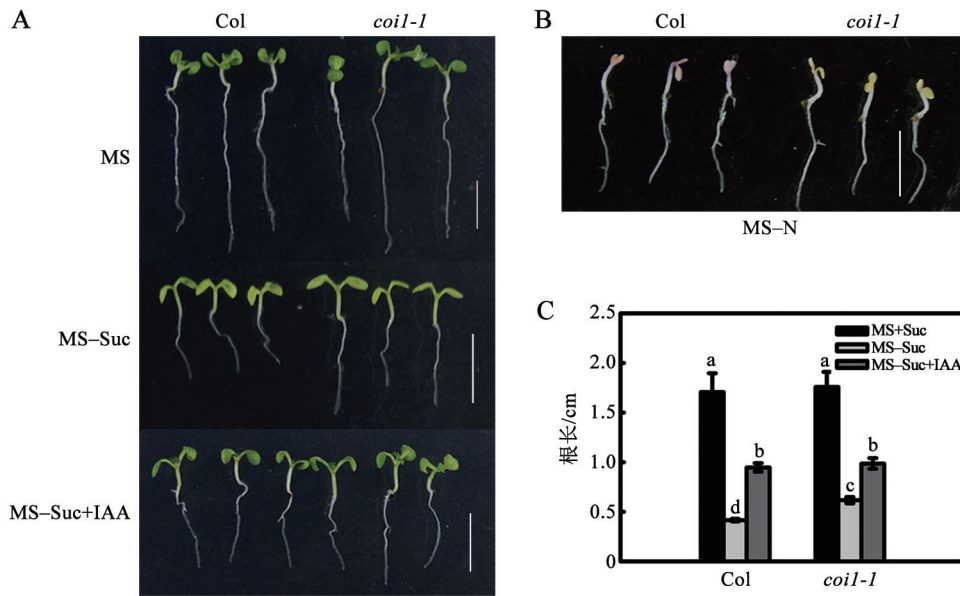 A
Col
coi1-1
MS
MS–Suc
MS–Suc+IAA
B
Col
coi1-1
MS–N
C
根长/cm
2.5
2.0
1.5
1.0
0.5
0
MS+Suc
MS–Suc
MS–Suc+IAA
a
d
b
a
c
b
Col
coi1-1